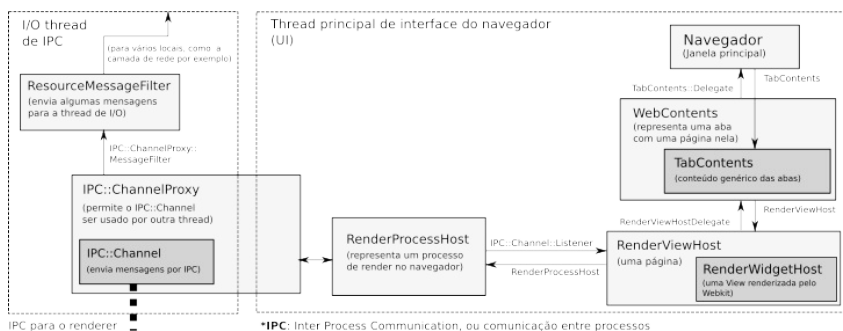 I/O thread
de IPC
(para vários locais, como a
camada de rede por exemplo)
ResourceMessageFilter
(envia algumas mensagens
para a thread de I/O)
IPC::ChannelProxy::
MessageFilter
IPC::ChannelProxy
(permite o IPC::Channel
ser usado por outra thread)
IPC::Channel
(envia mensagens por IPC)
IPC para o renderer
Thread principal de interface do navegador
(UI)
Navegador
(Janela principal)
TabContents::Delegate
TabContents
WebContents
(representa uma aba
com uma página nela)
TabContents
(conteúdo genérico das abas)
RenderViewHostDelegate
RenderViewHost
RenderProcessHost
(representa um processo
de render no navegador)
IPC::Channel::Listener
RenderProcessHost
RenderViewHost
(uma página)
RenderWidgetHost
(uma View renderizada pelo
Webkit)
*IPC: Inter Process Communication, ou comunicação entre processos